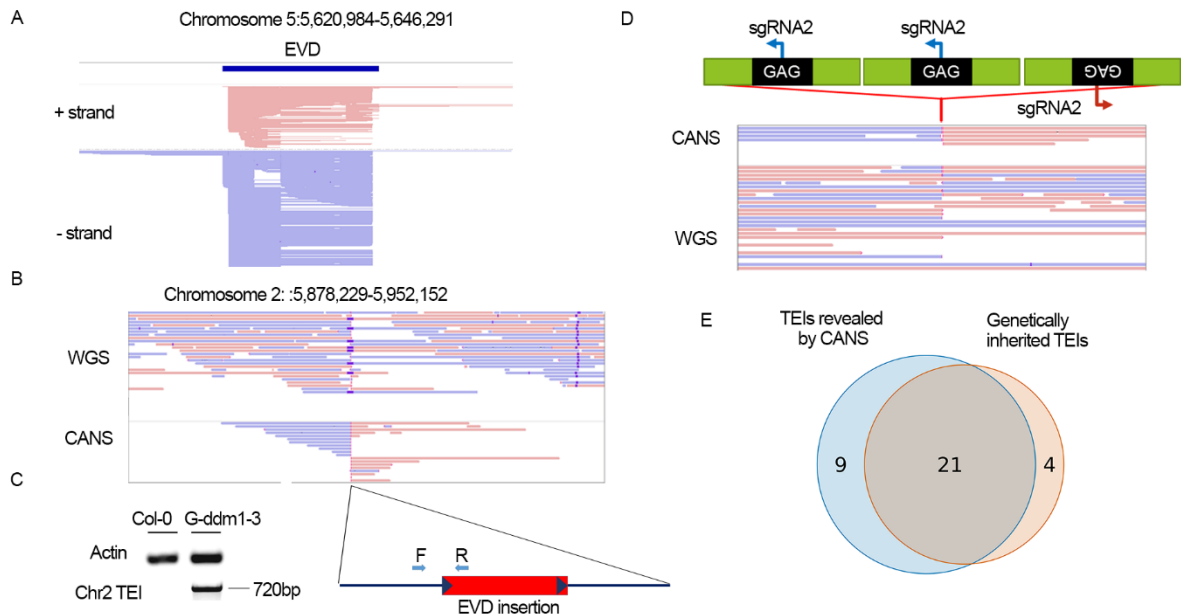 A
Chromosome 5:5,620,984-5,646,291
EVD
+ strand
- strand
B
Chromosome 2: :5,878,229-5,952,152
WGS
CANS
C
Col-0 G-ddm1-3
Actin
Chr2 TEI
720bp
F R
EVD insertion
D
sgRNA2 sgRNA2
GAG GAG GAG
sgRNA2
CANS
WGS
E
TEIs revealed
by CANS
Genetically
inherited TEIs
9 21 4